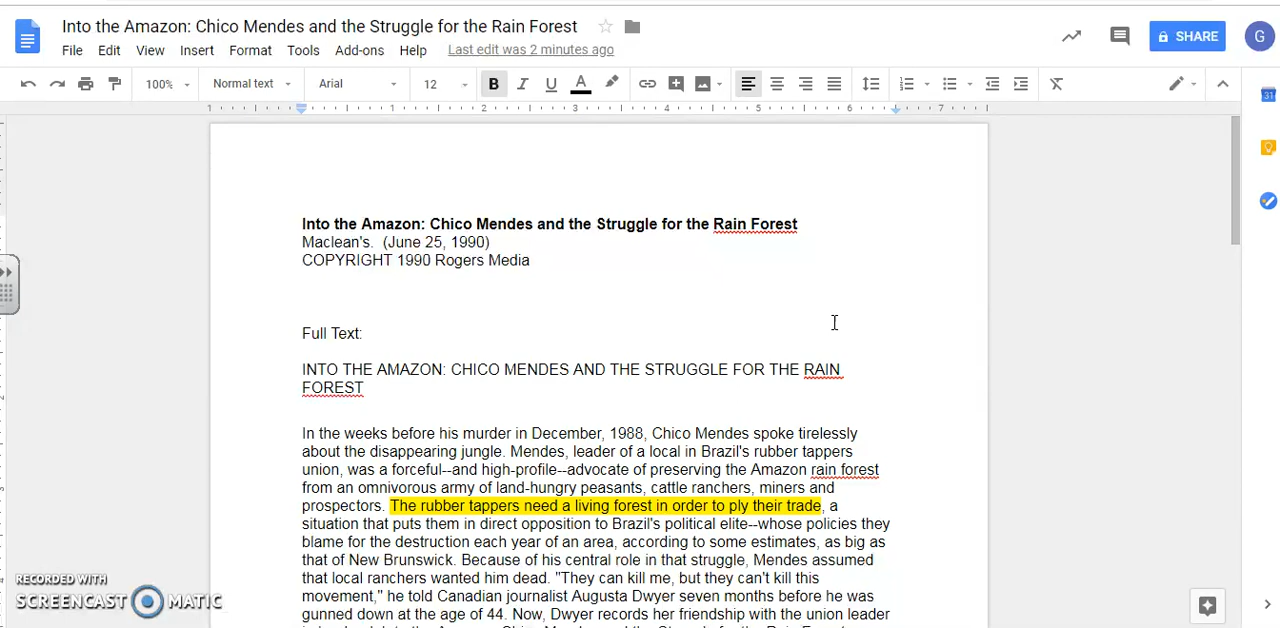 Into the Amazon: Chico Mendes and the Struggle for the Rain Forest
File Edit View Insert Format Tools Add-ons Help Last edit was 2 minutes ago
SHARE
G
100% Normal text Arial 12 B I U A
31
1 1 2 3 4 5 6 7
Into the Amazon: Chico Mendes and the Struggle for the Rain Forest
Maclean's. (June 25, 1990)
COPYRIGHT 1990 Rogers Media
Full Text:
INTO THE AMAZON: CHICO MENDES AND THE STRUGGLE FOR THE RAIN
FOREST
In the weeks before his murder in December, 1988, Chico Mendes spoke tirelessly
about the disappearing jungle. Mendes, leader of a local in Brazil's rubber tappers
union, was a forceful--and high-profile--advocate of preserving the Amazon rain forest
from an omnivorous army of land-hungry peasants, cattle ranchers, miners and
prospectors. The rubber tappers need a living forest in order to ply their trade, a
situation that puts them in direct opposition to Brazil's political elite--whose policies they
blame for the destruction each year of an area, according to some estimates, as big as
that of New Brunswick. Because of his central role in that struggle, Mendes assumed
that local ranchers wanted him dead. "They can kill me, but they can't kill this
movement," he told Canadian journalist Augusta Dwyer seven months before he was
gunned down at the age of 44. Now, Dwyer records her friendship with the union leader
RECORDED WITH
SCREENCAST MATIC